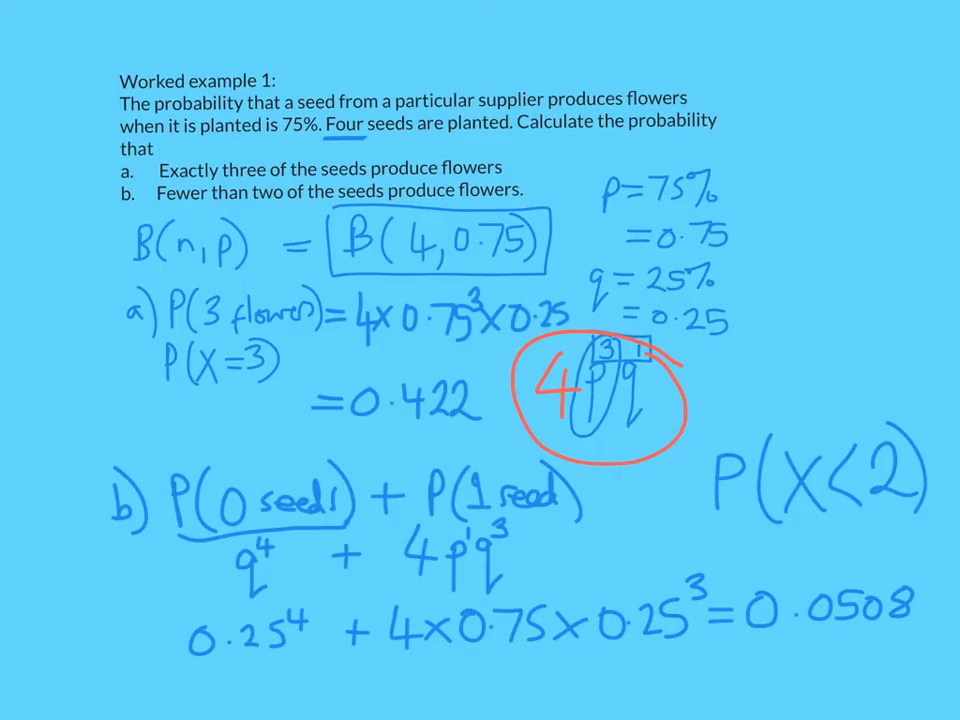 Worked example 1:
The probability that a seed from a particular supplier produces flowers
when it is planted is 75%. Four seeds are planted. Calculate the probability
that
a. Exactly three of the seeds produce flowers
b. Fewer than two of the seeds produce flowers.
p=75%
=0.75
B(n,p) = B(4,0.75)
q = 25%
= 0.25
a) P(3 flowers) = 4×0.75³×0.25
P(X=3)
4p³q¹
=0.422
P(X<2)
b) P(0 seeds) + P(1 seed)
q⁴ + 4p¹q³
0.25⁴ + 4×0.75×0.25³=0.0508